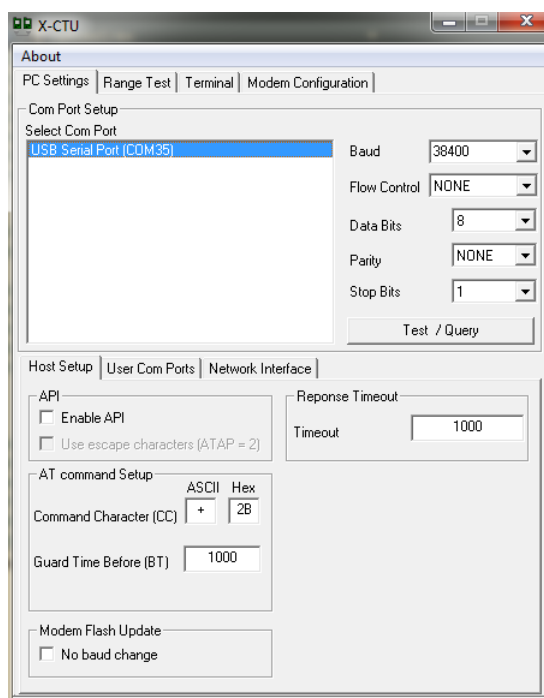 X-CTU
About
PC Settings Range Test Terminal Modem Configuration
Com Port Setup
Select Com Port
USB Serial Port (COM35)
Baud 38400
Flow Control NONE
Data Bits 8
Parity NONE
Stop Bits 1
Test / Query
Host Setup User Com Ports Network Interface
API
Enable API
Use escape characters (ATAP = 2)
Reponse Timeout
Timeout 1000
AT command Setup
ASCII Hex
Command Character (CC) + 2B
Guard Time Before (BT) 1000
Modem Flash Update
No baud change